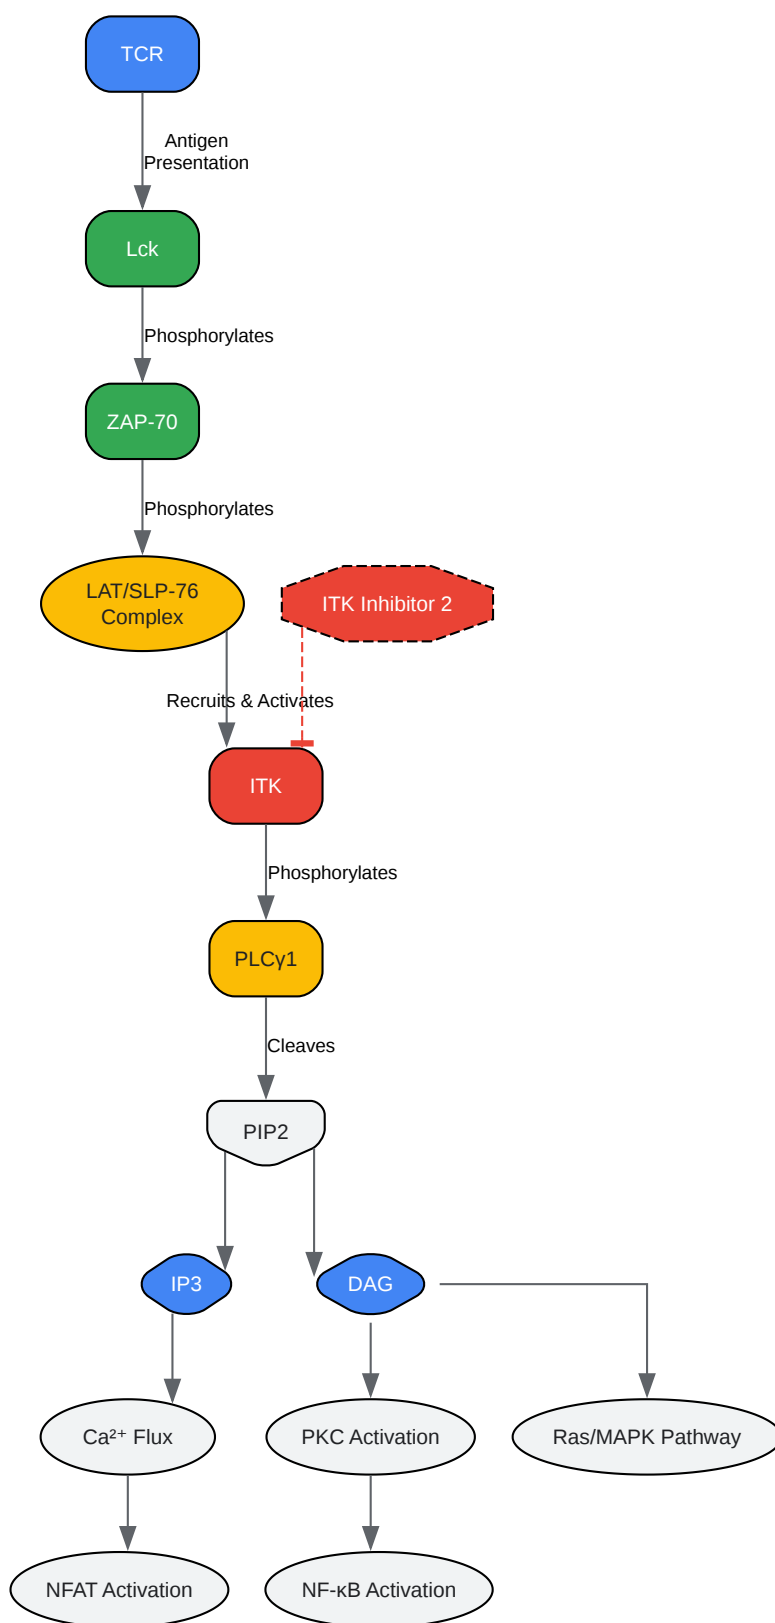 TCR
Antigen
Presentation
Lck
Phosphorylates
ZAP-70
Phosphorylates
LAT/SLP-76
Complex
ITK Inhibitor 2
Recruits & Activates
ITK
Phosphorylates
PLCγ1
Cleaves
PIP2
IP3
DAG
Ca²⁺ Flux
PKC Activation
Ras/MAPK Pathway
NFAT Activation
NF-κB Activation